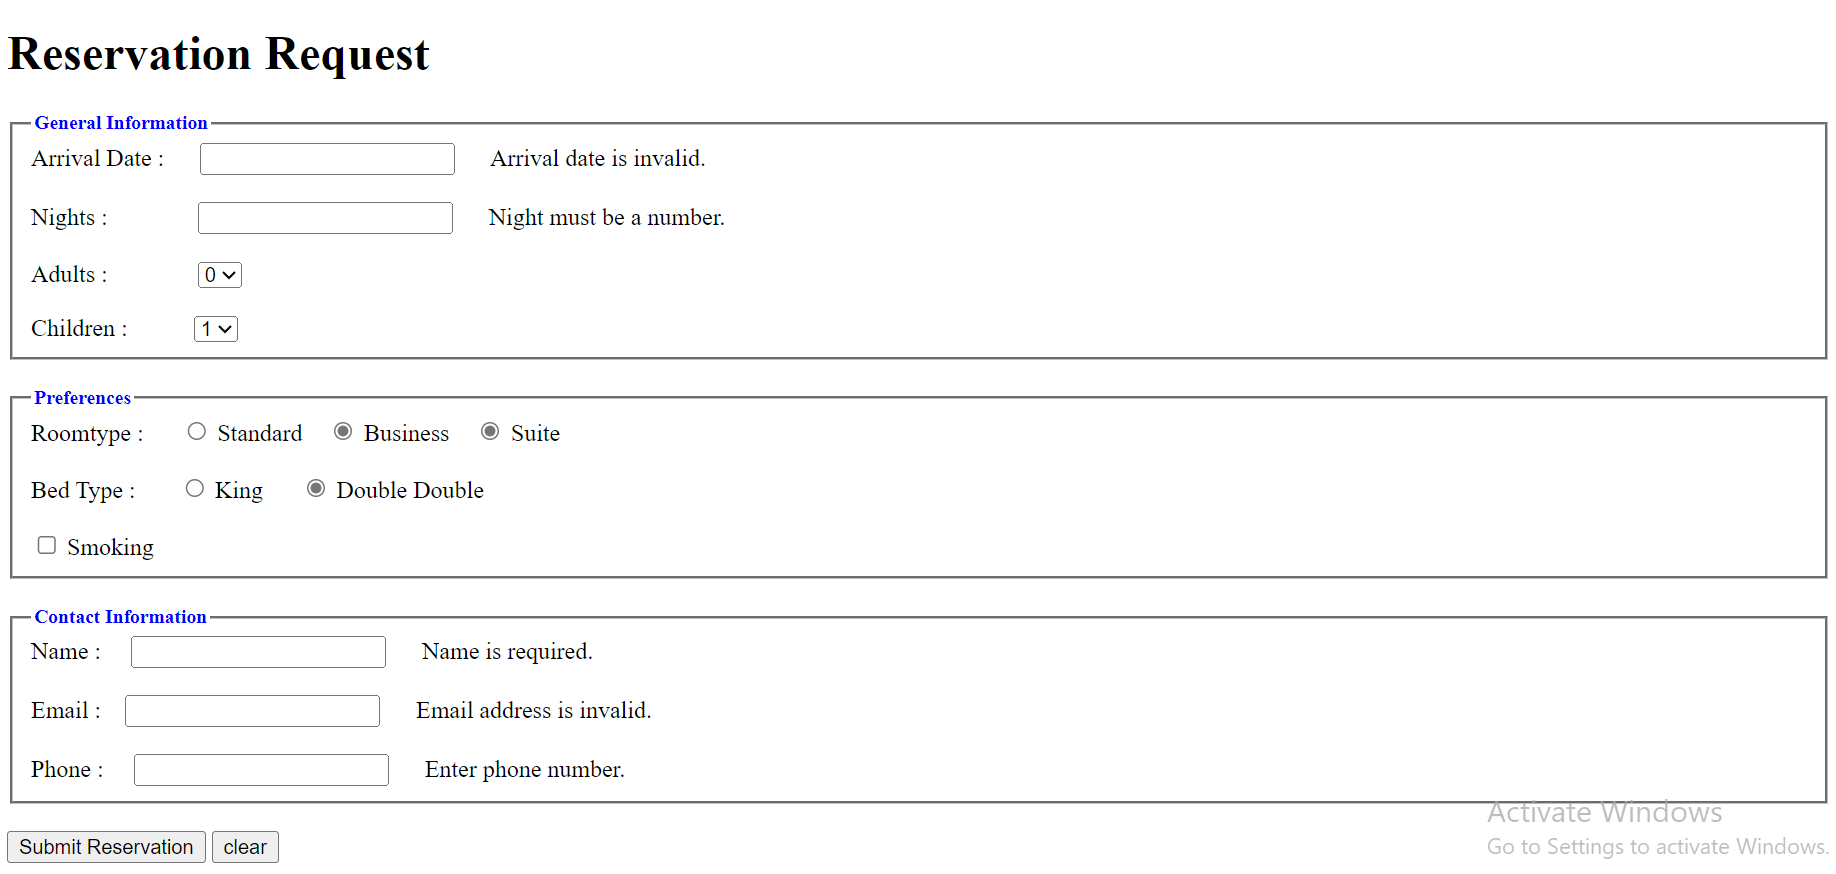 Reservation Request
General Information
Arrival Date : Arrival date is invalid.
Nights : Night must be a number.
Adults : 0
Children : 1
Preferences
Roomtype : Standard Business Suite
Bed Type : King Double Double
Smoking
Contact Information
Name : Name is required.
Email : Email address is invalid.
Phone : Enter phone number.
Submit Reservation clear
Activate Windows
Go to Settings to activate Windows.